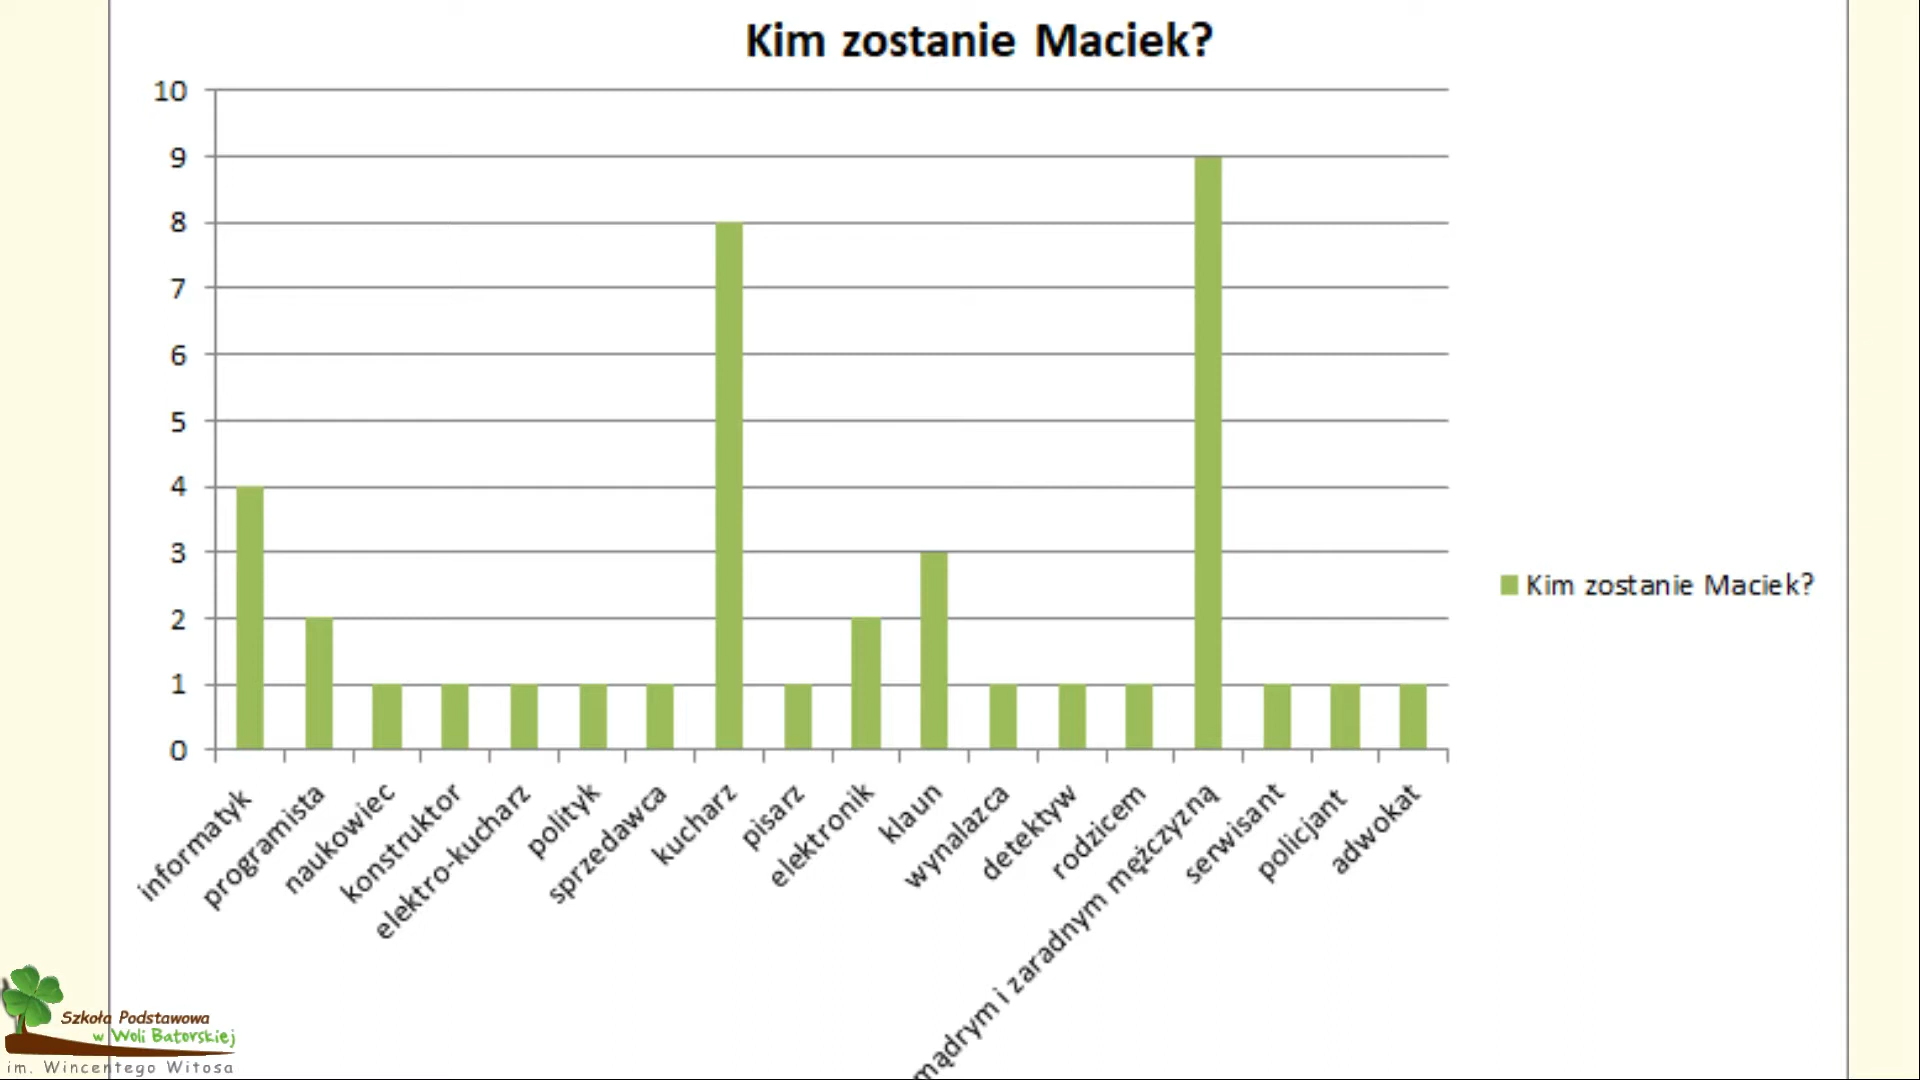 Kim zostanie Maciek?
10
9
8
7
6
5
4
3
2
1
0
informatyk
programista
naukowiec
konstruktor
elektro-kucharz
polityk
sprzedawca
kucharz
pisarz
elektronik
klaun
wynalazca
detektyw
rodzicem
mądrym i zaradnym mężczyzną
serwisant
policjant
adwokat
Kim zostanie Maciek?
Szkoła Podstawowa
w Woli Batorskiej
im. Wincentego Witosa